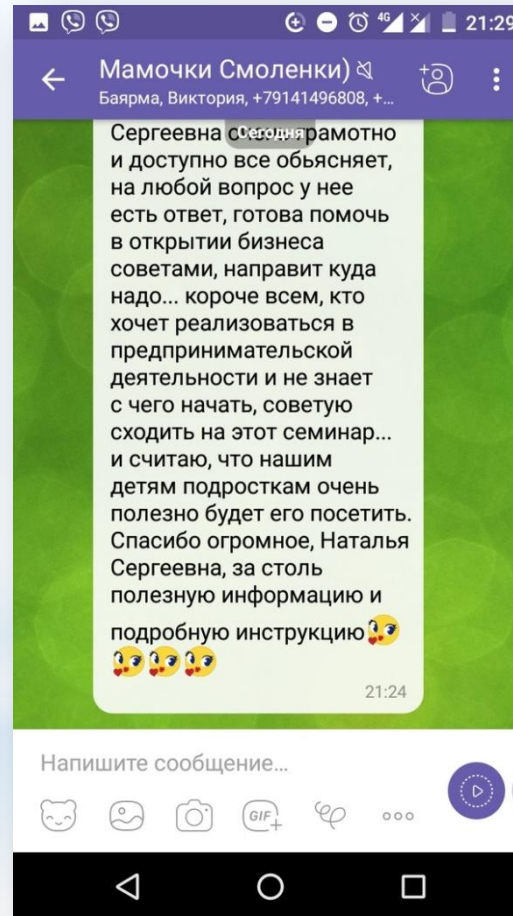 4G 21:29
Мамочки Смоленки)
Баярма, Виктория, +79141496808, +...
Сегодня
Сергеевна грамотно
и доступно все обьясняет,
на любой вопрос у нее
есть ответ, готова помочь
в открытии бизнеса
советами, направит куда
надо... короче всем, кто
хочет реализоваться в
предпринимательской
деятельности и не знает
с чего начать, советую
сходить на этот семинар...
и считаю, что нашим
детям подросткам очень
полезно будет его посетить.
Спасибо огромное, Наталья
Сергеевна, за столь
полезную информацию и
подробную инструкцию
21:24
Напишите сообщение...
GIF